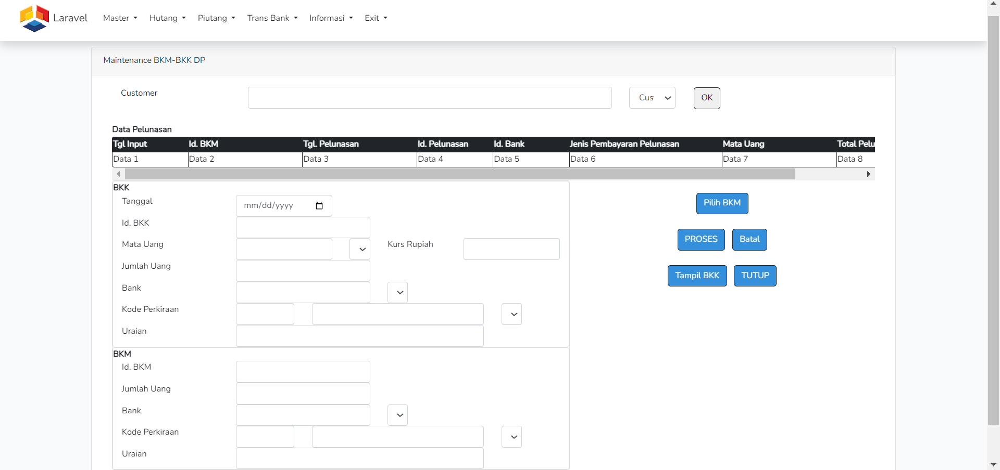 Laravel Master Hutang Piutang Trans Bank Informasi Exit
Maintenance BKM-BKK DP
Customer Cus OK
Data Pelunasan
Tgl Input Id. BKM Tgl. Pelunasan Id. Pelunasan Id. Bank Jenis Pembayaran Pelunasan Mata Uang Total Pelu
Data 1 Data 2 Data 3 Data 4 Data 5 Data 6 Data 7 Data 8
BKK
Tanggal mm/dd/yyyy
Id. BKK
Mata Uang Kurs Rupiah
Jumlah Uang
Bank
Kode Perkiraan
Uraian
Pilih BKM
PROSES Batal
Tampil BKK TUTUP
BKM
Id. BKM
Jumlah Uang
Bank
Kode Perkiraan
Uraian